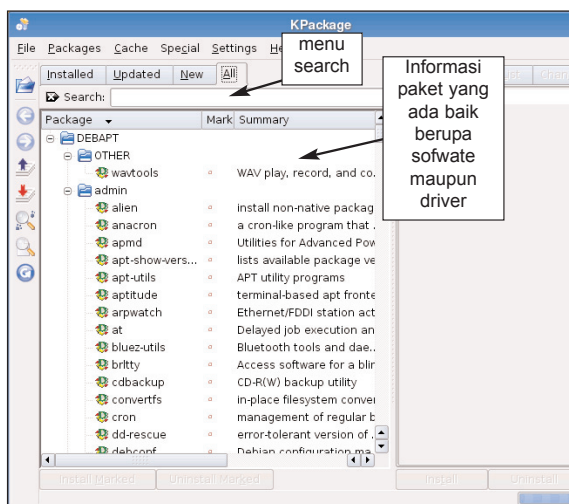 KPackage
File Packages Cache Special Settings
menu search
Installed Updated New All
Search:
Informasi paket yang ada baik berupa sofwate maupun driver
Package Mark Summary
DEBAPT
OTHER
wavtools WAV play, record, and co.
admin
alien install non-native packag
anacron a cron-like program that .
apmd Utilities for Advanced Pow
apt-show-vers... lists available package ve
apt-utils APT utility programs
aptitude terminal-based apt fronte
arpwatch Ethernet/FDDI station act
at Delayed job execution an
bluez-utils Bluetooth tools and dae..
brltty Access software for a blin
cdbackup CD-R(W) backup utility
convertfs in-place filesystem conver
cron management of regular b
dd-rescue error-tolerant version of .
debconf Debian configuration ma
Install Marked Uninstall Marked Install Uninstall